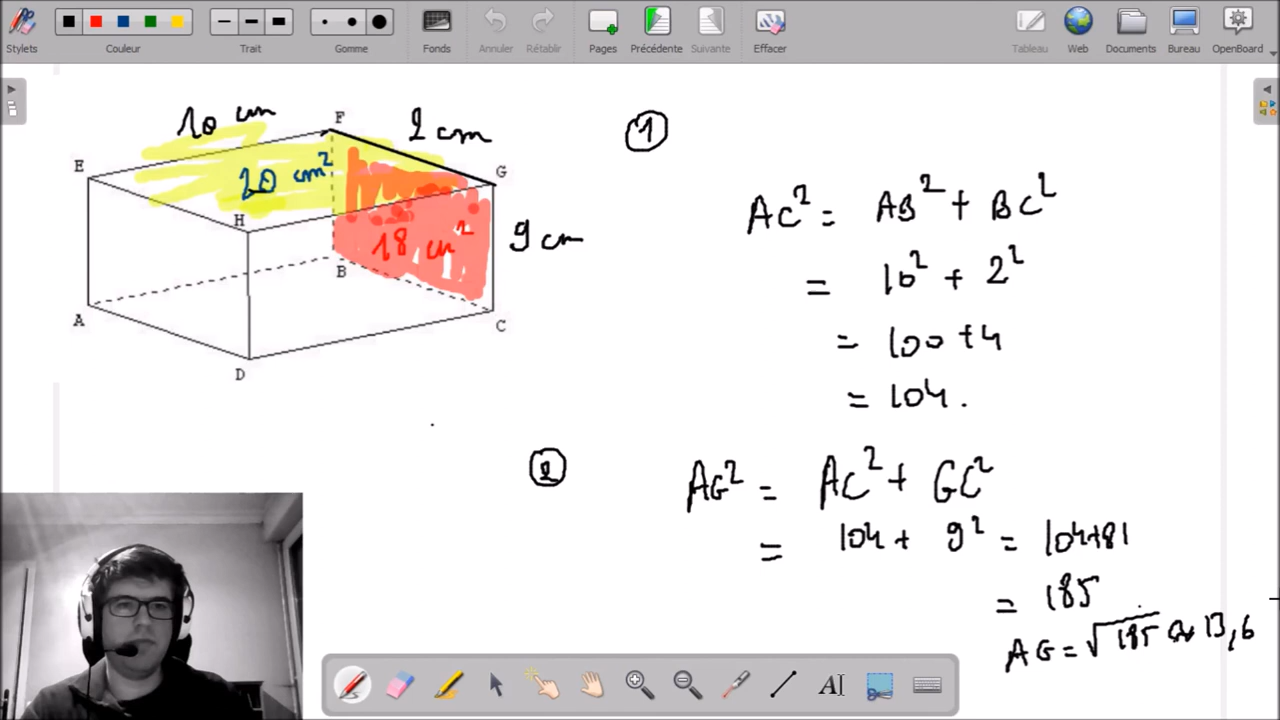 Stylets Couleur Trait Gomme Fonds Annuler Rétablir Pages Précédente Suivante Effacer Tableau Web Documents Bureau OpenBoard
10 cm
F
2 cm
E
20 cm²
G
H
18 cm²
9 cm
B
A
C
D
①
AC² = AB² + BC²
= 10² + 2²
= 100 + 4
= 104.
②
AG² = AC² + GC²
= 104 + 9² = 104+81
= 185
AG = √185 ≈ 13,6
AI